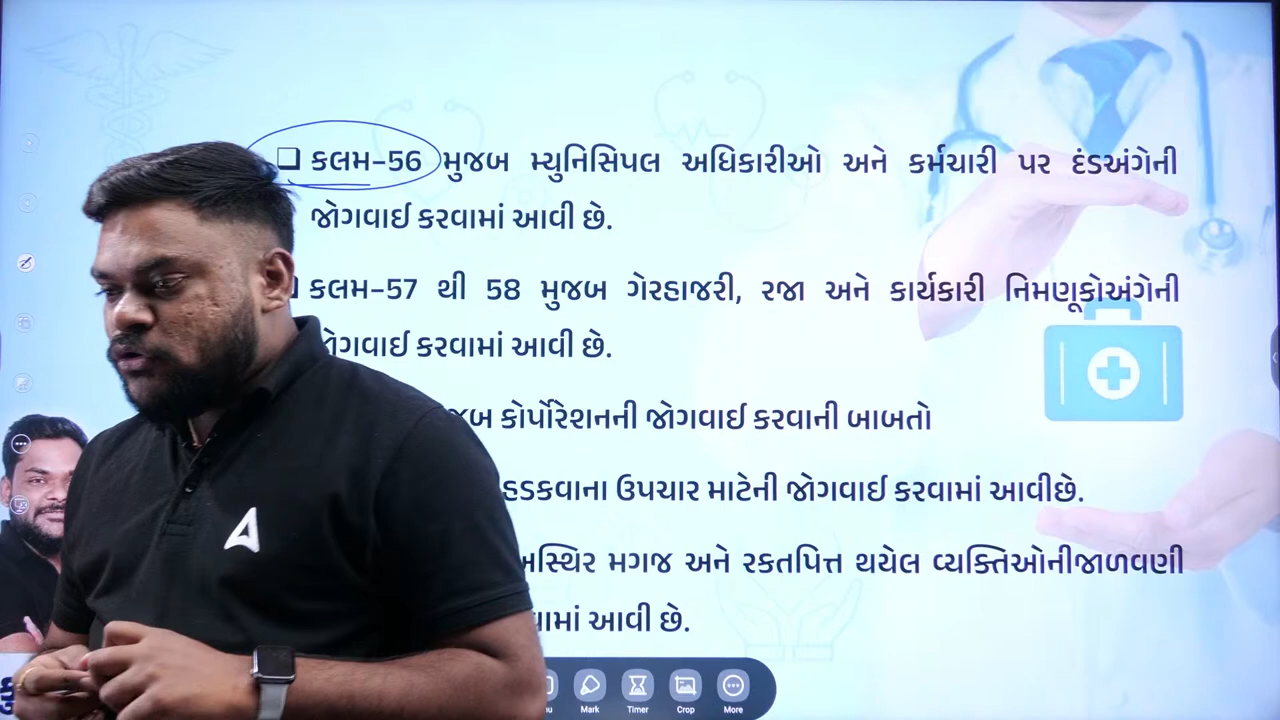 ❑ કલમ–56 મુજબ મ્યુનિસિપલ અધિકારીઓ અને કર્મચારી પર દંડઅંગેની
જોગવાઈ કરવામાં આવી છે.
કલમ–57 થી 58 મુજબ ગેરહાજરી, રજા અને કાર્યકારી નિમણૂકોઅંગેની
કરવામાં આવી છે.
કોર્પોરેશનની જોગવાઈ કરવાની બાબતો
હડકવાના ઉપચાર માટેની જોગવાઈ કરવામાં આવીછે.
અસ્થિર મગજ અને રક્તપિત્ત થયેલ વ્યક્તિઓનીજાળવણી
આવી છે.
Mark Timer Crop More